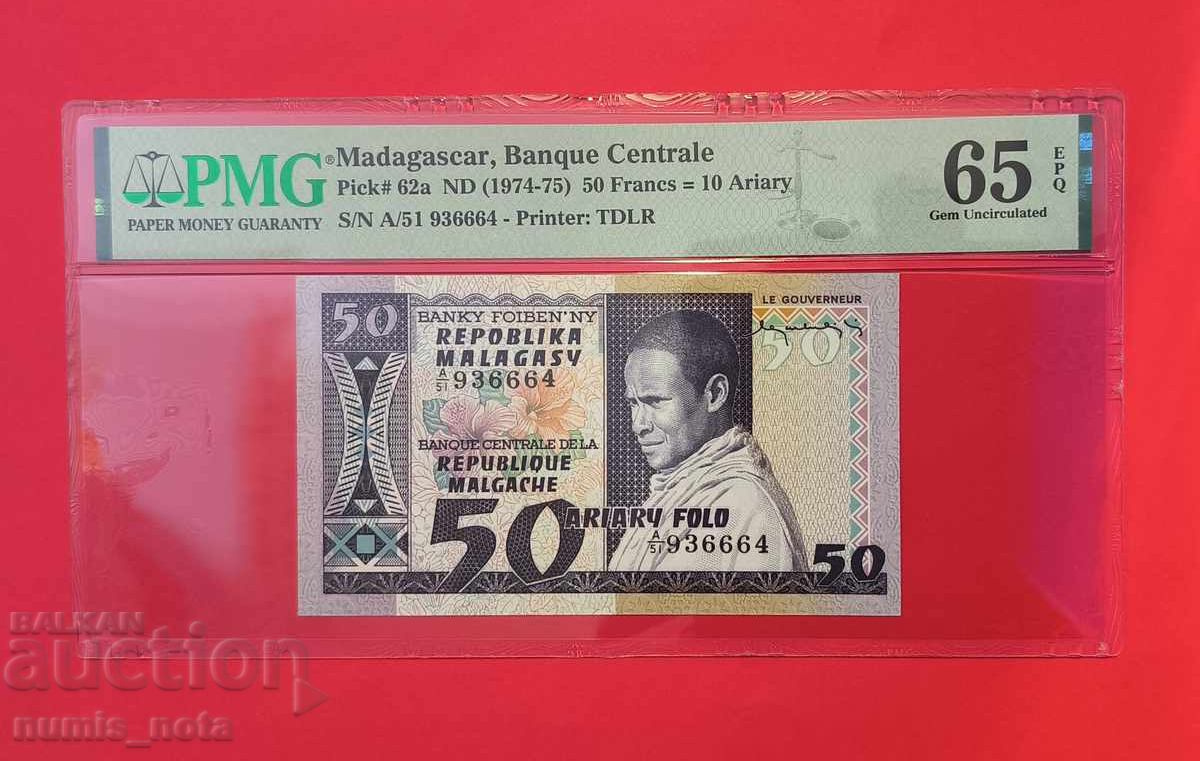 PMG®
PAPER MONEY GUARANTY
Madagascar, Banque Centrale
Pick# 62a ND (1974-75) 50 Francs = 10 Ariary
S/N A/51 936664 - Printer: TDLR
65 EPQ
Gem Uncirculated
50
BANKY FOIBEN'NY
REPOBLIKA
MALAGASY
A/51 936664
BANQUE CENTRALE DE LA
REPUBLIQUE
MALGACHE
50 ARIARY FOLO
LE GOUVERNEUR
50
A/51 936664
50
BALKAN
auction
numis_nota
PMG